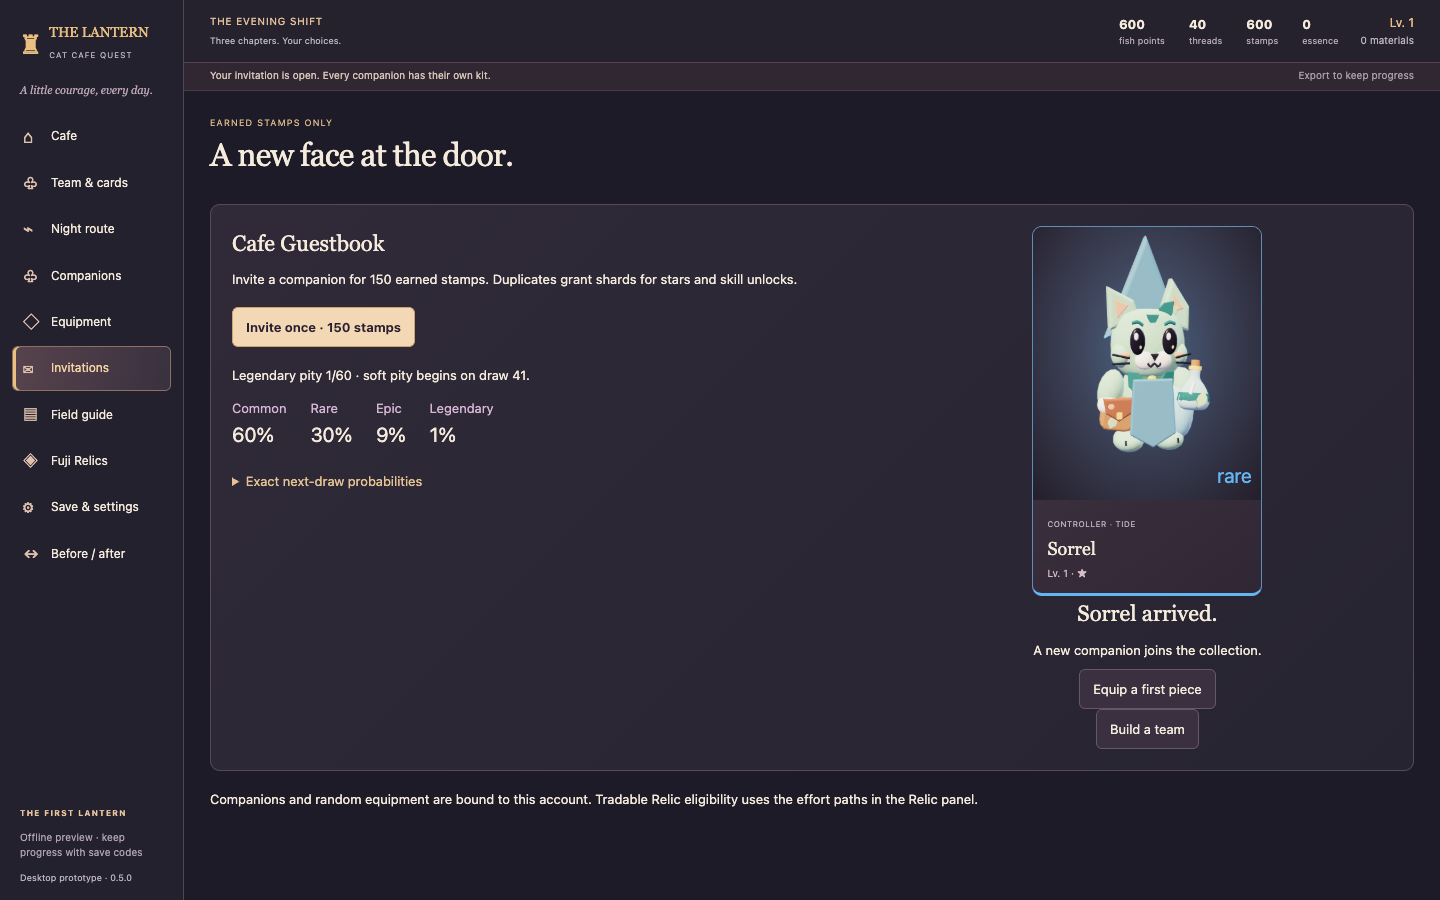 THE LANTERN
CAT CAFE QUEST
A little courage, every day.
Cafe
Team & cards
Night route
Companions
Equipment
Invitations
Field guide
Fuji Relics
Save & settings
Before / after
THE FIRST LANTERN
Offline preview · keep
progress with save codes
Desktop prototype · 0.5.0
THE EVENING SHIFT
Three chapters. Your choices.
600 40 600 0 Lv. 1
fish points threads stamps essence 0 materials
Your invitation is open. Every companion has their own kit.
Export to keep progress
EARNED STAMPS ONLY
A new face at the door.
Cafe Guestbook
Invite a companion for 150 earned stamps. Duplicates grant shards for stars and skill unlocks.
Invite once · 150 stamps
Legendary pity 1/60 · soft pity begins on draw 41.
Common Rare Epic Legendary
60% 30% 9% 1%
Exact next-draw probabilities
rare
CONTROLLER · TIDE
Sorrel
Lv. 1 · ★
Sorrel arrived.
A new companion joins the collection.
Equip a first piece
Build a team
Companions and random equipment are bound to this account. Tradable Relic eligibility uses the effort paths in the Relic panel.